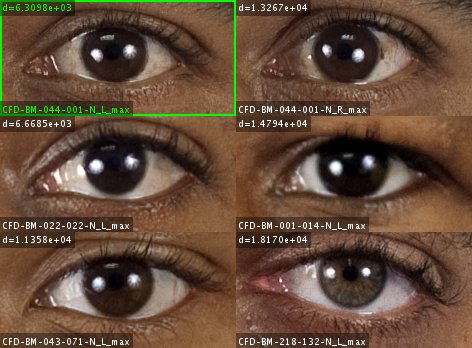 d=6.3098e+03
d=1.3267e+04
CFD-BM-044-001-N_L_max
CFD-BM-044-001-N_R_max
d=6.6685e+03
d=1.4794e+04
CFD-BM-022-022-N_L_max
CFD-BM-001-014-N_L_max
d=1.1358e+04
d=1.8170e+04
CFD-BM-043-071-N_L_max
CFD-BM-218-132-N_L_max